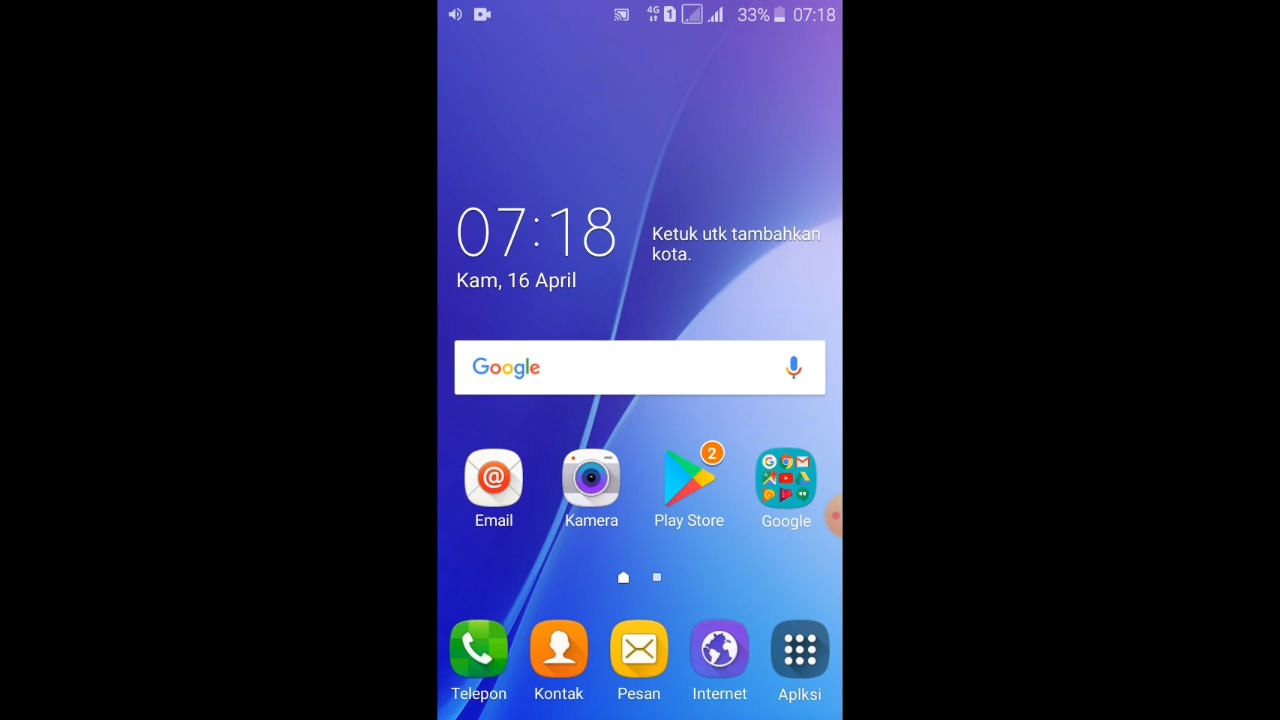 4G 1 33% 07:18
07:18
Kam, 16 April
Ketuk utk tambahkan
kota.
Google
2
Email Kamera Play Store Google
Telepon Kontak Pesan Internet Aplksi